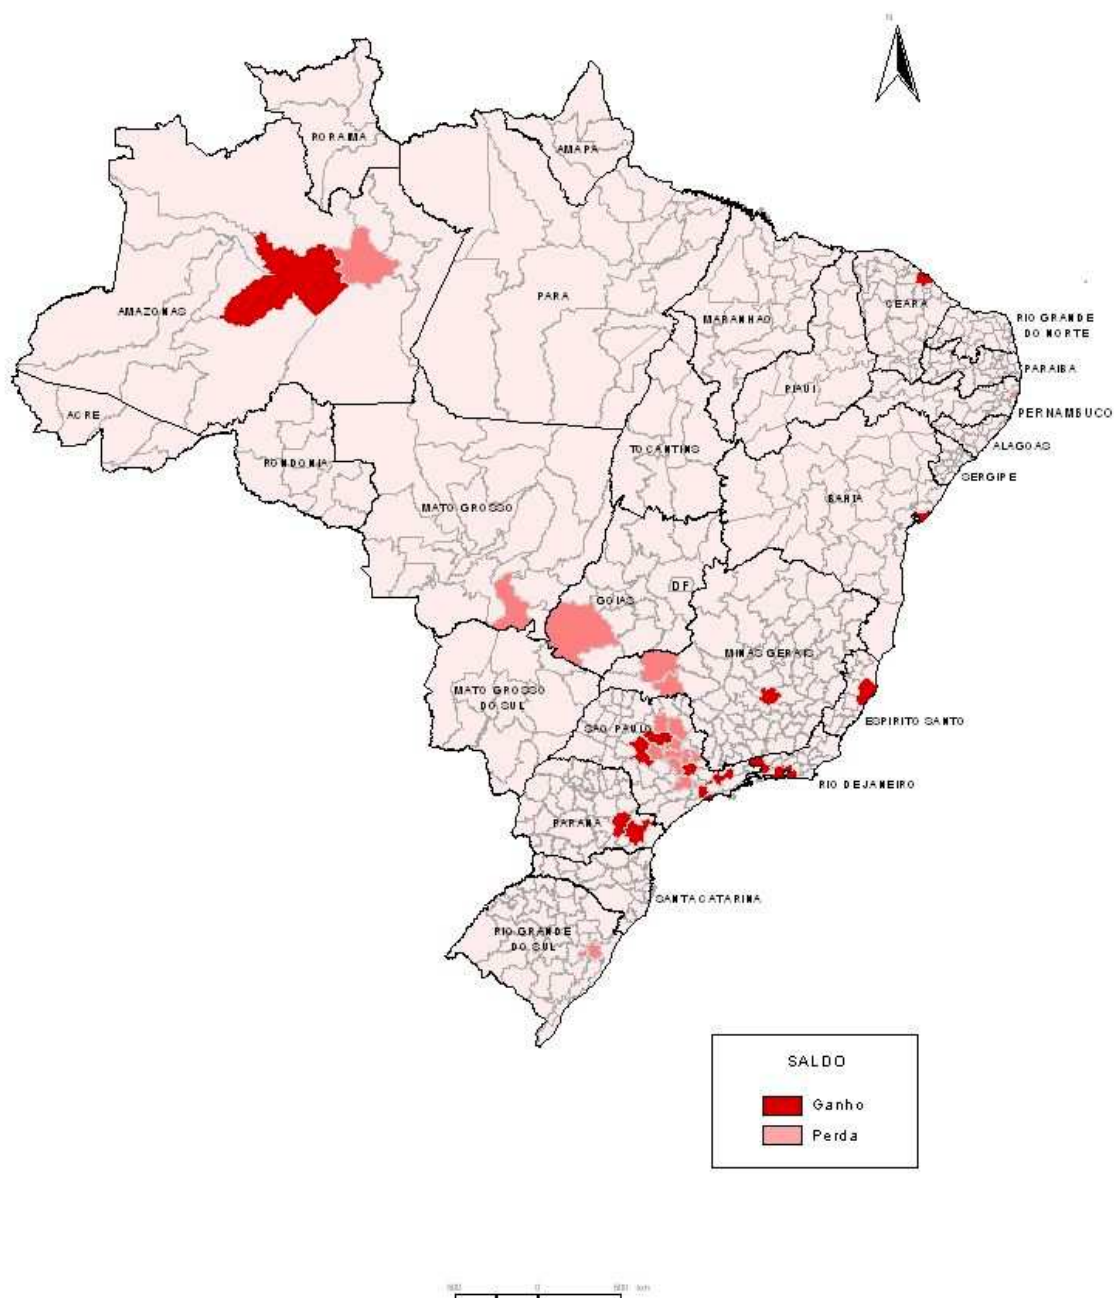 N
RORAIMA
AMAPA
AMAZONAS
PARA
MARANHAO
CEARA
RIO GRANDE
DO NORTE
PARAIBA
PIAUI
PERNAMBUCO
ACRE
ALAGOAS
RONDONIA
TOCANTINS
SERGIPE
BAHIA
MATO GROSSO
DF
GOIAS
MINAS GERAIS
MATO GROSSO
DO SUL
ESPIRITO SANTO
SAO PAULO
RIO DE JANEIRO
PARANA
SANTA CATARINA
RIO GRANDE
DO SUL
SALDO
Ganho
Perda
0 km